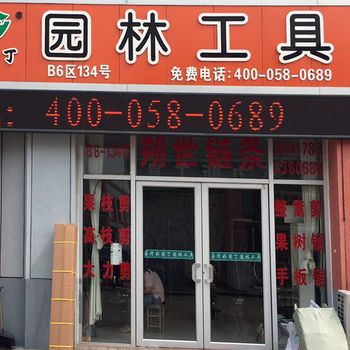 丁 园林工具
B6区134号
免费电话:400-058-0689
: 400-058-0689
朔世链条
果枝剪
高枝剪
大力剪
整篱剪
果树锯
手板锯